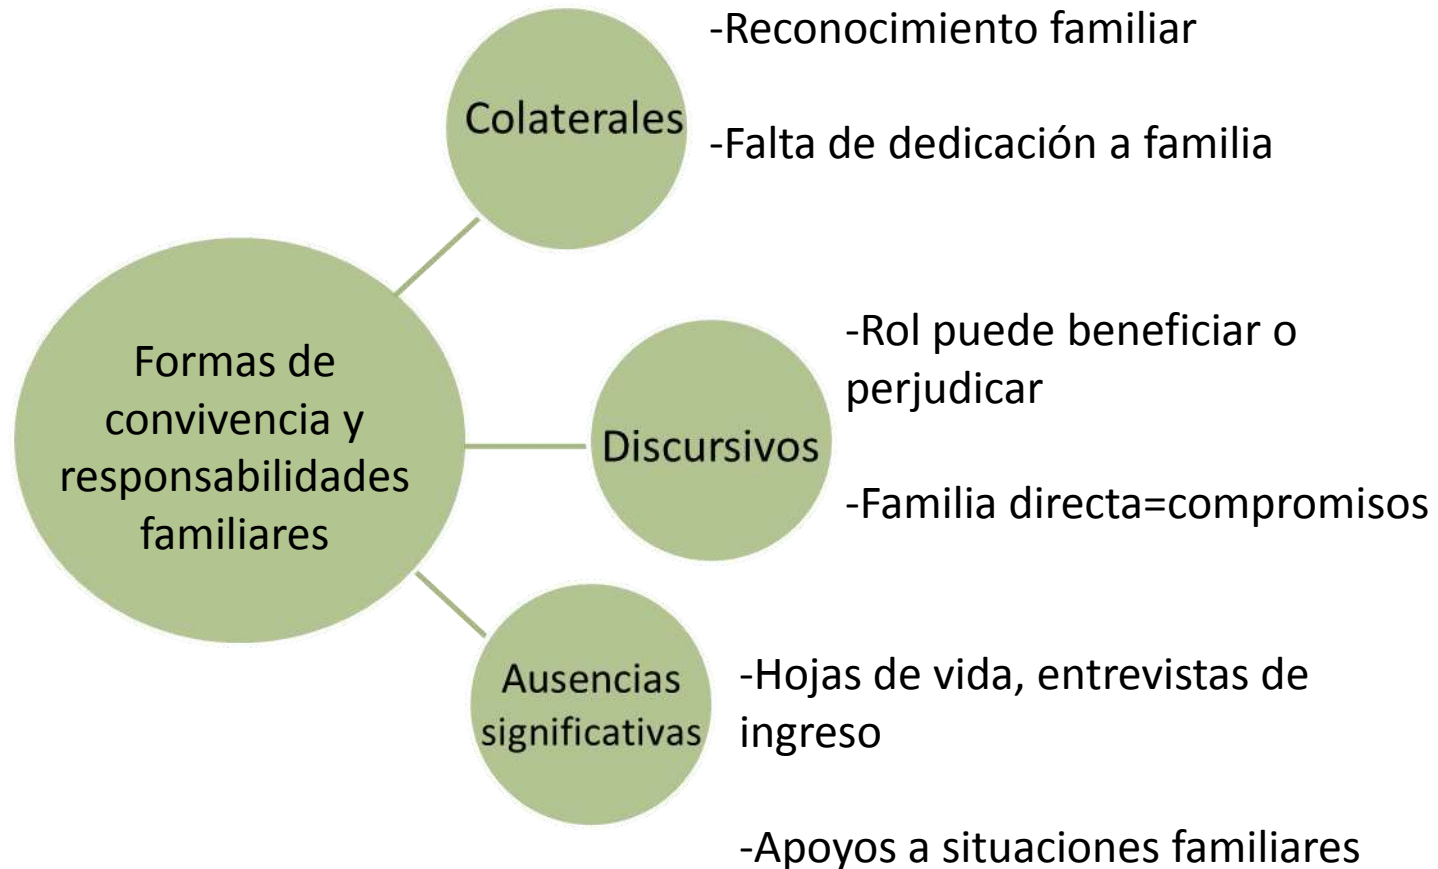 Formas de
convivencia y
responsabilidades
familiares
Colaterales
-Reconocimiento familiar
-Falta de dedicación a familia
Discursivos
-Rol puede beneficiar o
perjudicar
-Familia directa=compromisos
Ausencias
significativas
-Hojas de vida, entrevistas de
ingreso
-Apoyos a situaciones familiares